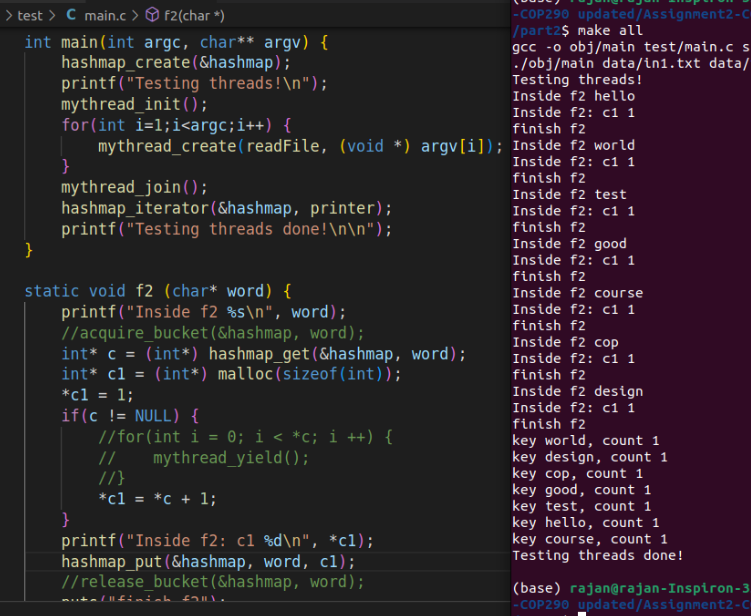 > test > C main.c > f2(char *)
int main(int argc, char** argv) {
    hashmap_create(&hashmap);
    printf("Testing threads!\n");
    mythread_init();
    for(int i=1;i<argc;i++) {
        mythread_create(readFile, (void *) argv[i]);
    }
    mythread_join();
    hashmap_iterator(&hashmap, printer);
    printf("Testing threads done!\n\n");
}
static void f2 (char* word) {
    printf("Inside f2 %s\n", word);
    //acquire_bucket(&hashmap, word);
    int* c = (int*) hashmap_get(&hashmap, word);
    int* c1 = (int*) malloc(sizeof(int));
    *c1 = 1;
    if(c != NULL) {
        //for(int i = 0; i < *c; i ++) {
        //    mythread_yield();
        //}
        *c1 = *c + 1;
    }
    printf("Inside f2: c1 %d\n", *c1);
    hashmap_put(&hashmap, word, c1);
    //release_bucket(&hashmap, word);
    puts("finish f2");
(base) rajan@rajan-Inspiron-3
-COP290 updated/Assignment2-C
/part2$ make all
gcc -o obj/main test/main.c s
./obj/main data/in1.txt data/
Testing threads!
Inside f2 hello
Inside f2: c1 1
finish f2
Inside f2 world
Inside f2: c1 1
finish f2
Inside f2 test
Inside f2: c1 1
finish f2
Inside f2 good
Inside f2: c1 1
finish f2
Inside f2 course
Inside f2: c1 1
finish f2
Inside f2 cop
Inside f2: c1 1
finish f2
Inside f2 design
Inside f2: c1 1
finish f2
key world, count 1
key design, count 1
key cop, count 1
key good, count 1
key test, count 1
key hello, count 1
key course, count 1
Testing threads done!
(base) rajan@rajan-Inspiron-3
-COP290 updated/Assignment2-C